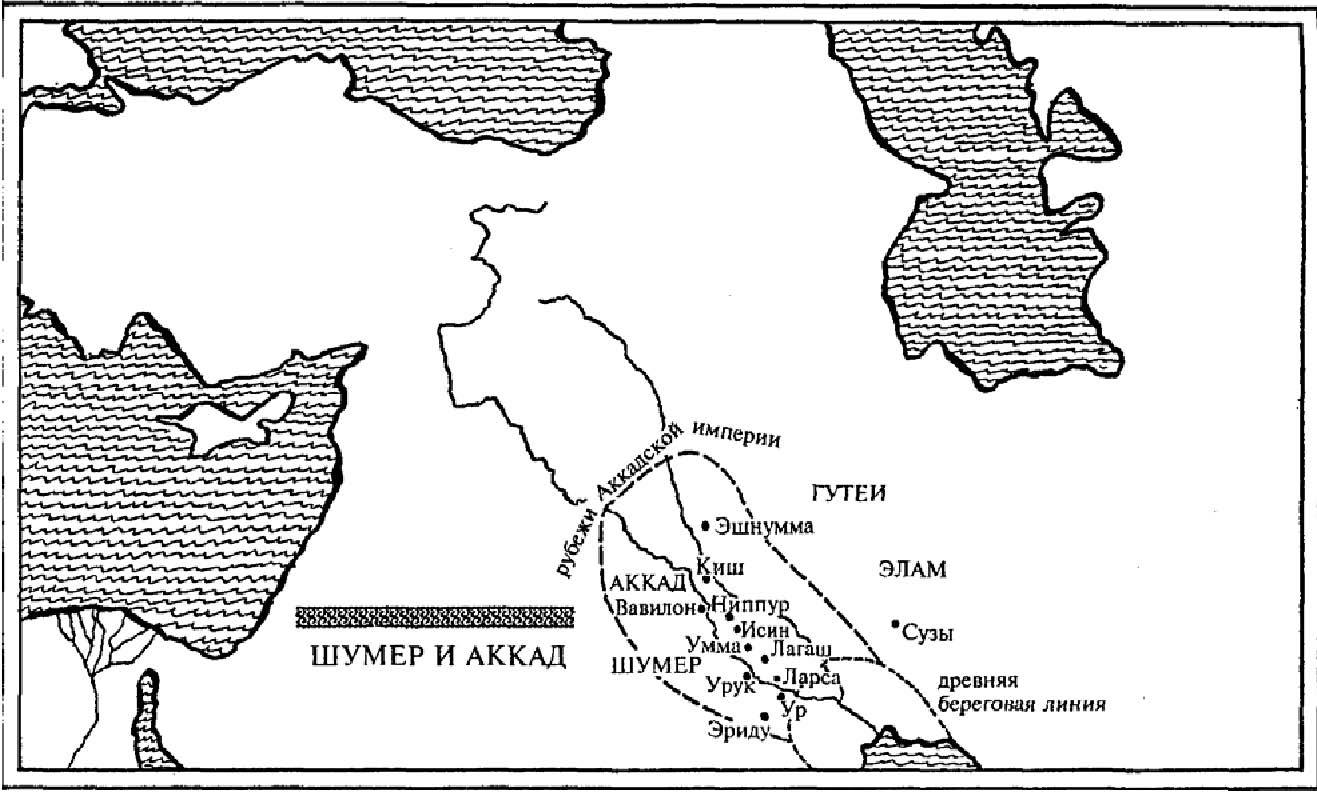 рубежи Аккадской империи
ГУТЕИ
Эшнумма
ЭЛАМ
Киш
АККАД
Вавилон
Ниппур
Исин
Сузы
Умма
Лагаш
ШУМЕР И АККАД
ШУМЕР
Урук
Ларса
древняя
береговая линия
Ур
Эриду